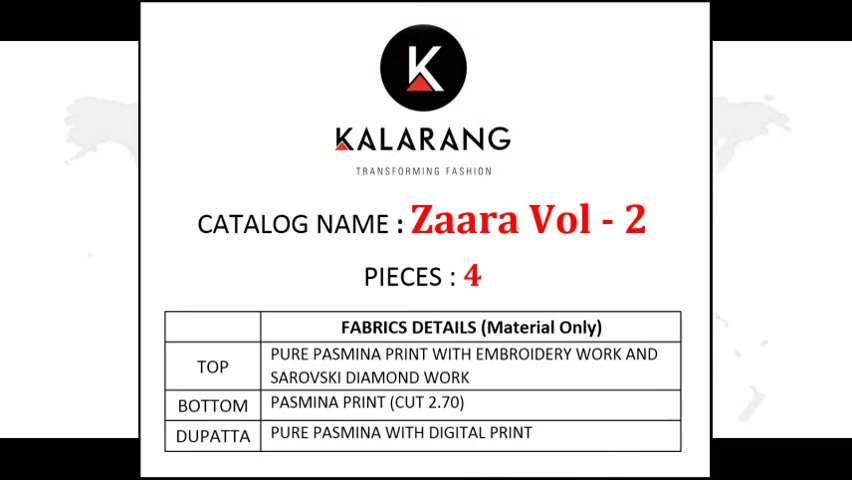 K
KALARANG
TRANSFORMING FASHION
CATALOG NAME : Zaara Vol - 2
PIECES : 4
FABRICS DETAILS (Material Only)
TOP
PURE PASMINA PRINT WITH EMBROIDERY WORK AND
SAROVSKI DIAMOND WORK
BOTTOM
PASMINA PRINT (CUT 2.70)
DUPATTA
PURE PASMINA WITH DIGITAL PRINT